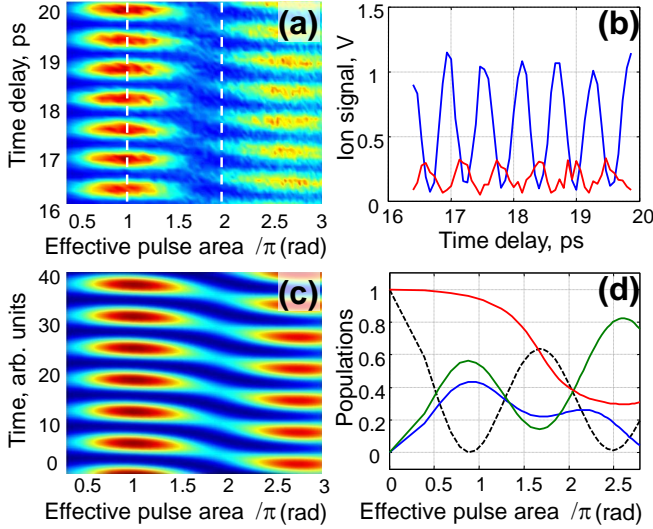 (a)
Time delay, ps
20
19
18
17
16
0.5 1 1.5 2 2.5 3
Effective pulse area /π(rad)
(b)
Ion signal, V
1.5
1
0.5
0
16 17 18 19 20
Time delay, ps
(c)
Time, arb. units
40
30
20
10
0
0.5 1 1.5 2 2.5 3
Effective pulse area /π(rad)
(d)
Populations
1
0.8
0.6
0.4
0.2
0
0 0.5 1 1.5 2 2.5
Effective pulse area /π(rad)